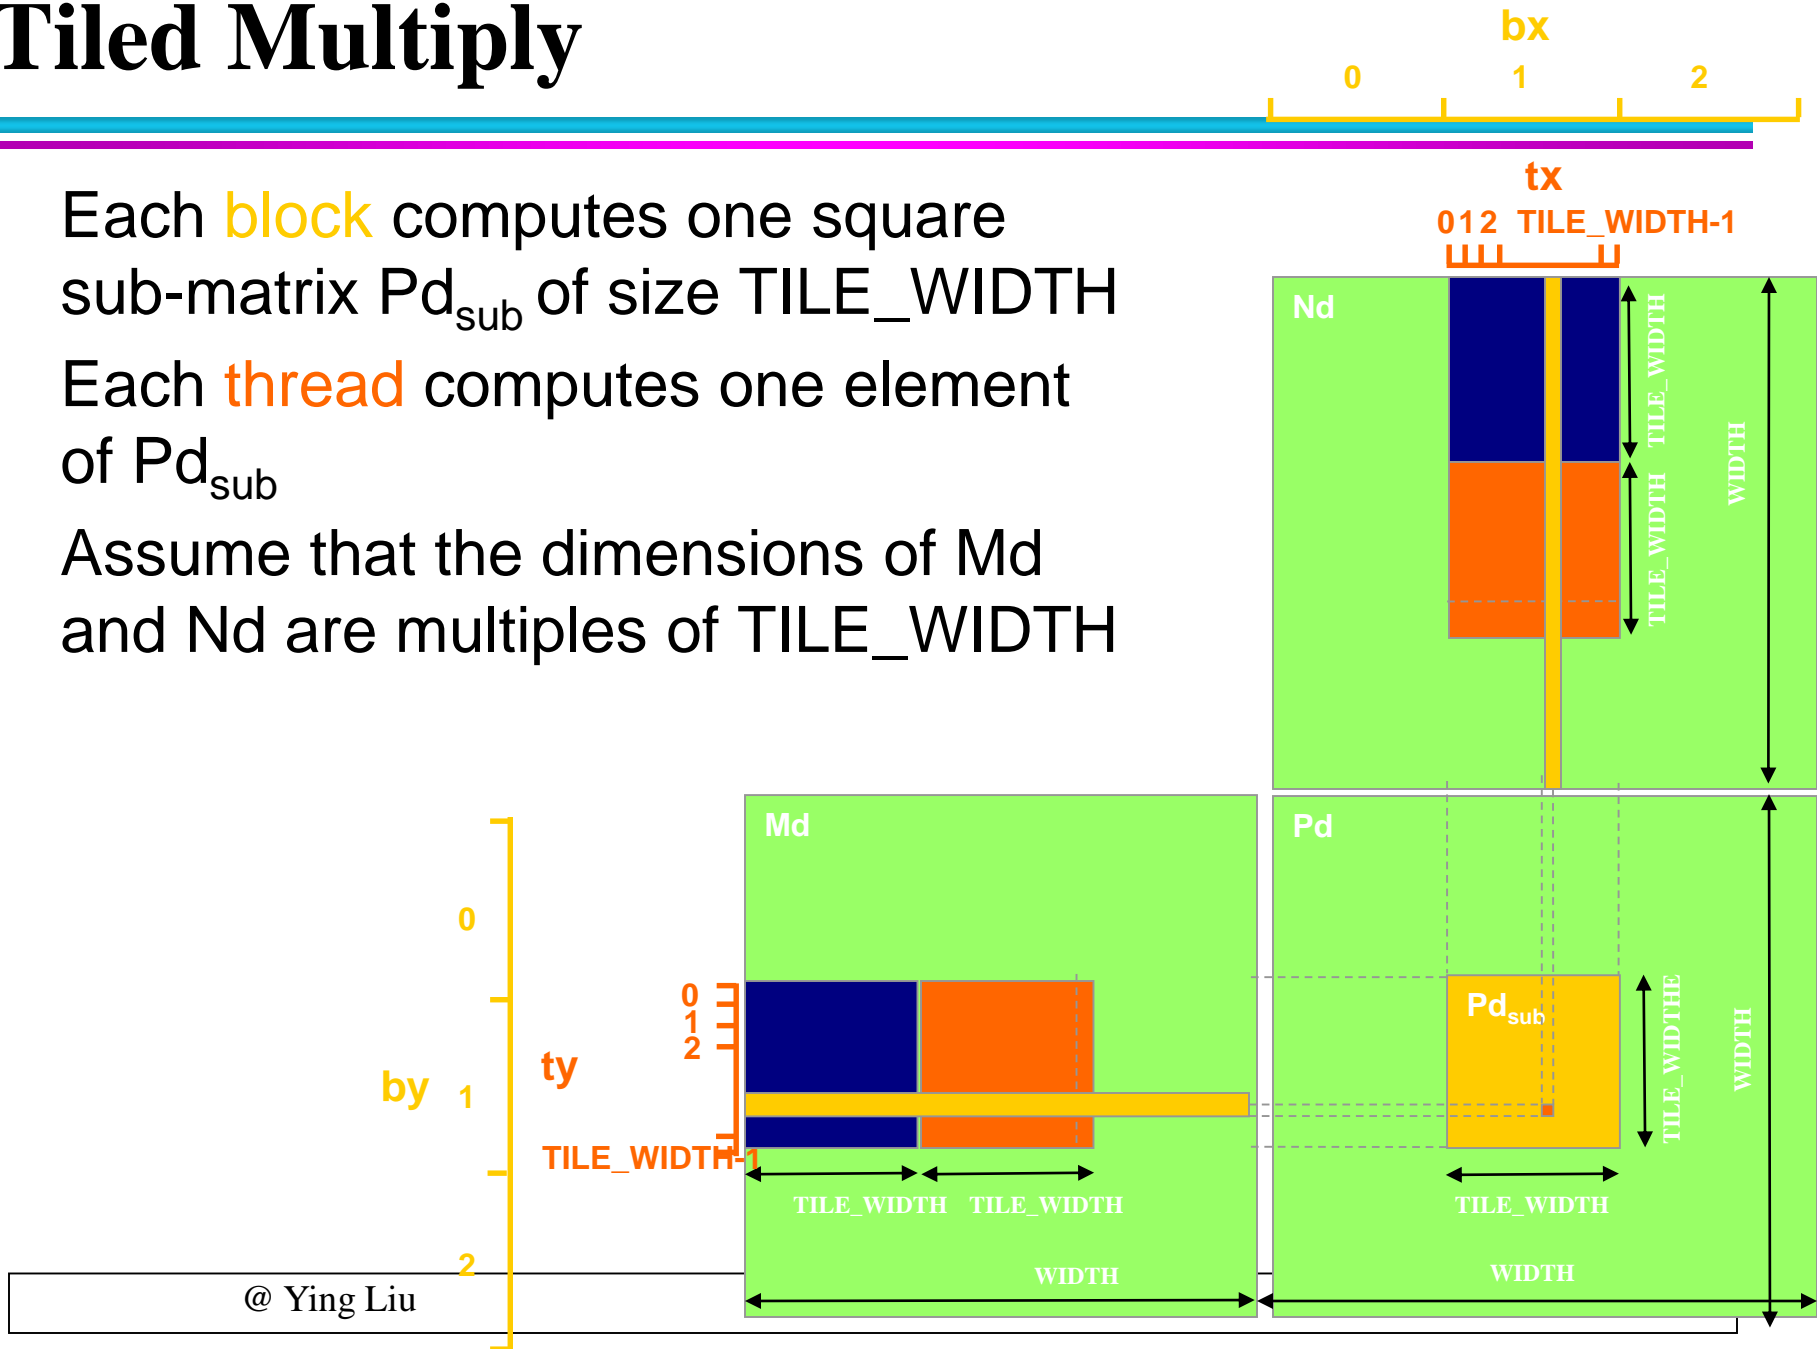 Tiled Multiply
bx
0 1 2
tx
012 TILE_WIDTH-1
Each block computes one square
sub-matrix Pdsub of size TILE_WIDTH
Each thread computes one element
of Pdsub
Assume that the dimensions of Md
and Nd are multiples of TILE_WIDTH
Nd
TILE_WIDTH
TILE_WIDTH
WIDTH
Md
Pd
by
0
1
2
ty
0
1
2
TILE_WIDTH-1
TILE_WIDTH TILE_WIDTH
WIDTH
Pdsub
TILE_WIDTHE
WIDTH
TILE_WIDTH
WIDTH
@ Ying Liu